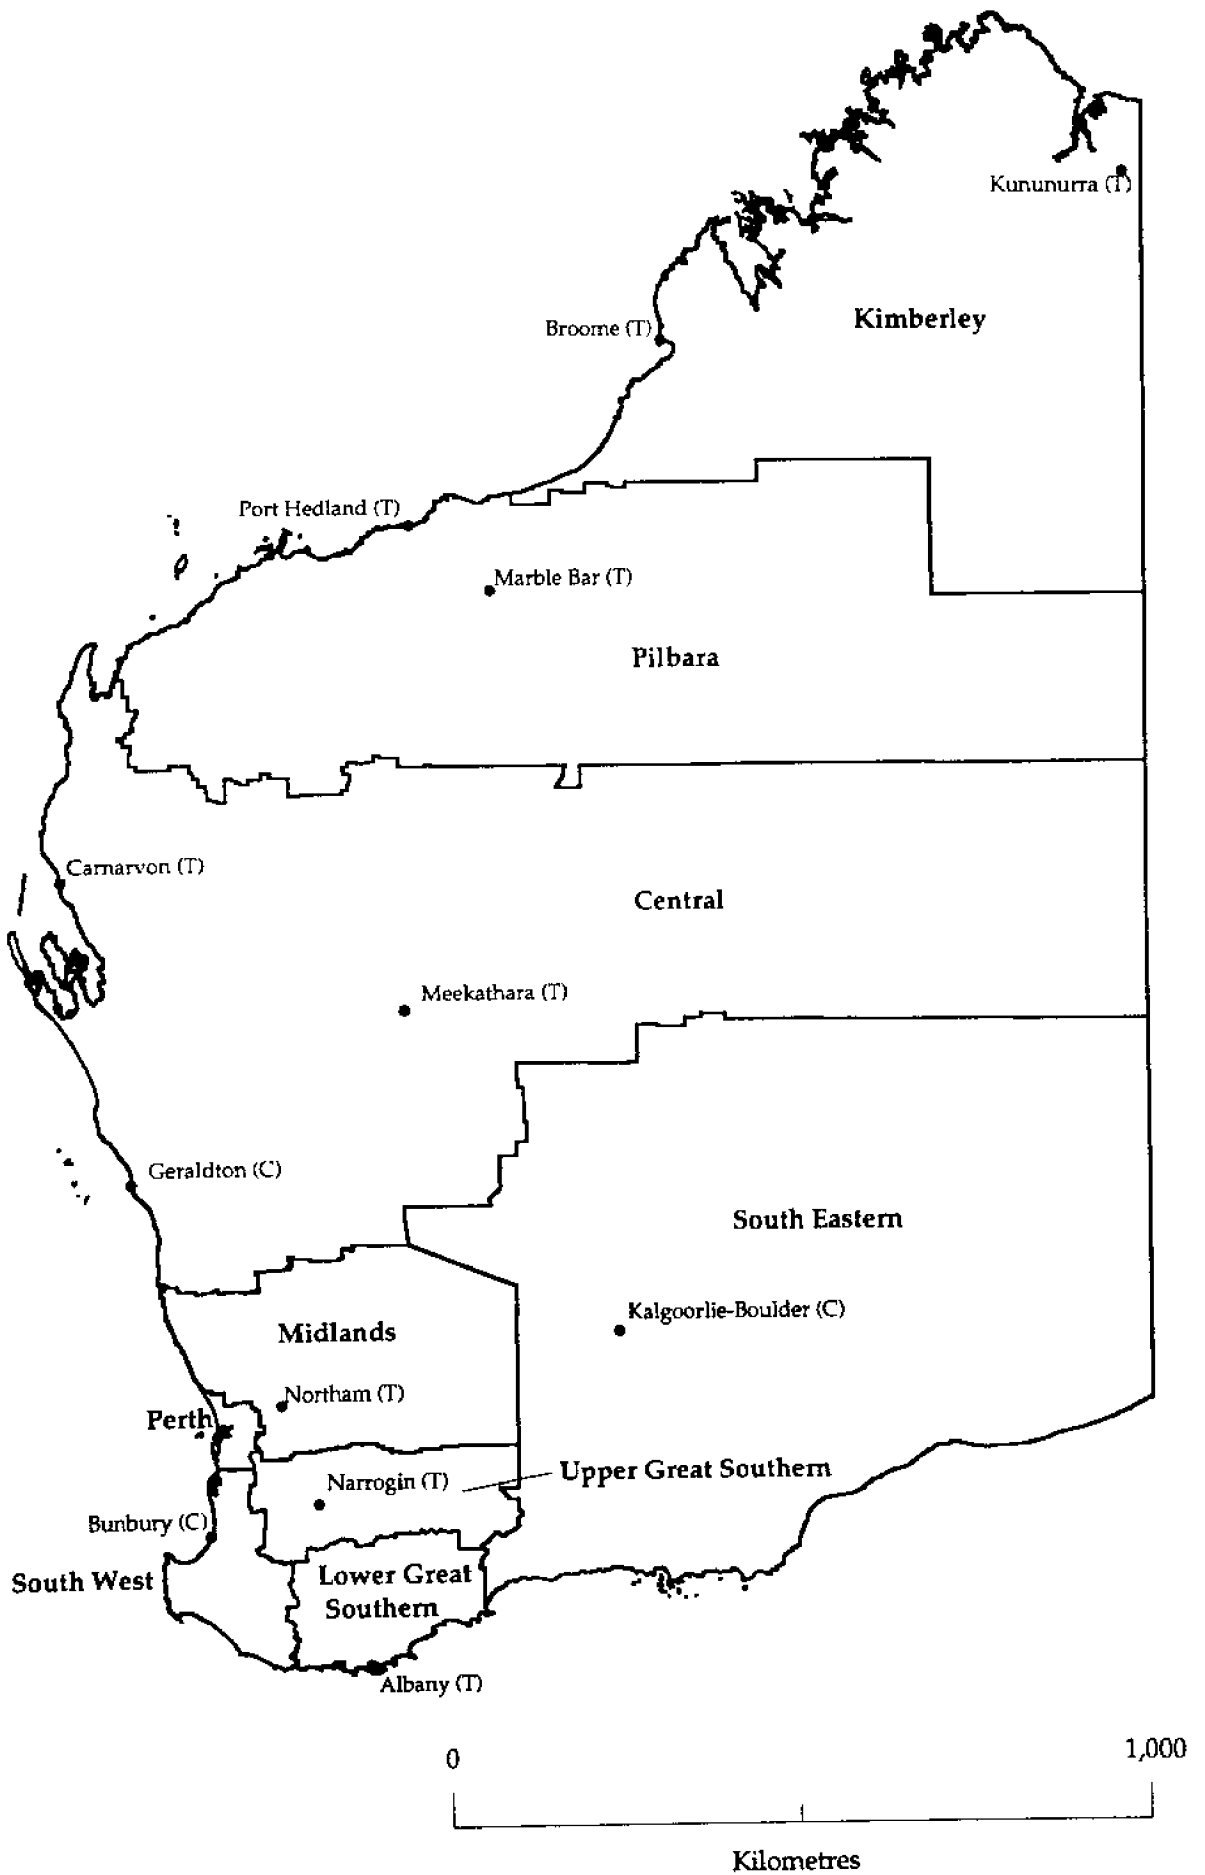 Kununurra (T)
Kimberley
Broome (T)
Port Hedland (T)
Marble Bar (T)
Pilbara
Carnarvon (T)
Central
Meekathara (T)
Geraldton (C)
South Eastern
Kalgoorlie-Boulder (C)
Midlands
Northam (T)
Perth
Upper Great Southern
Narrogin (T)
Bunbury (C)
South West
Lower Great
Southern
Albany (T)
0
1,000
Kilometres